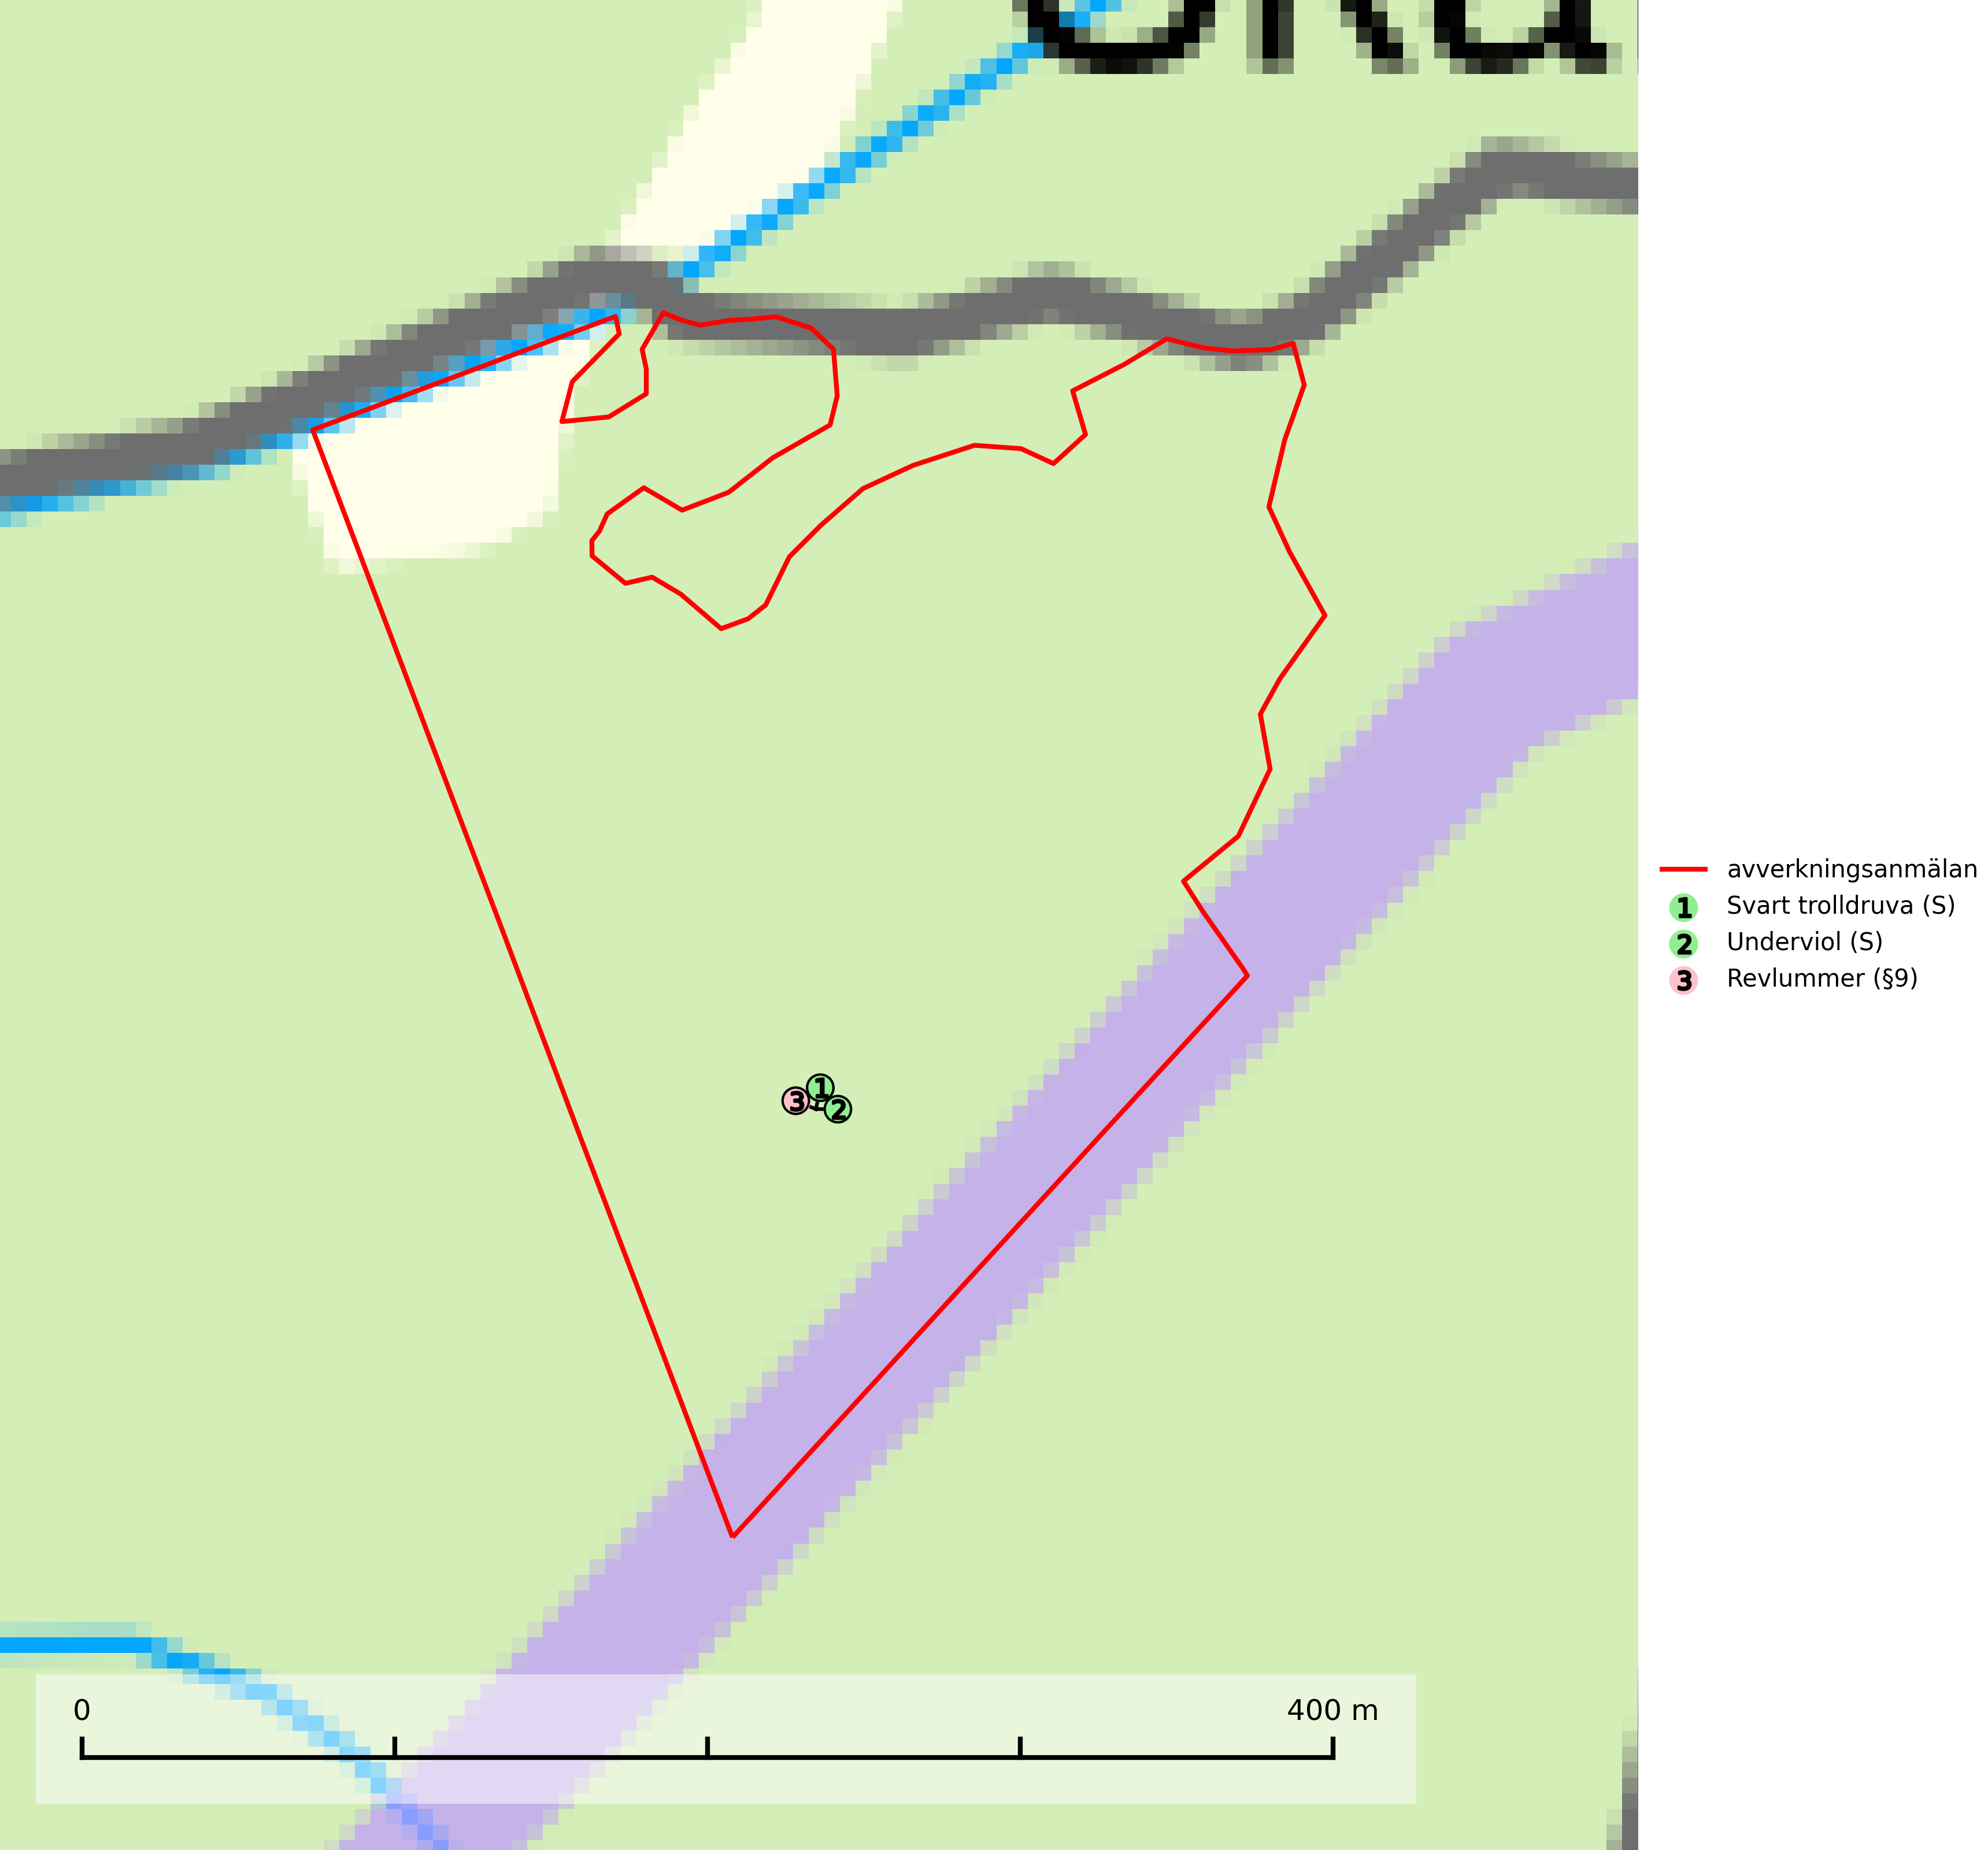 avverkningsanmälan
1 Svart trolldruva (S)
2 Underviol (S)
3 Revlummer (§9)
1
3
2
0 400 m